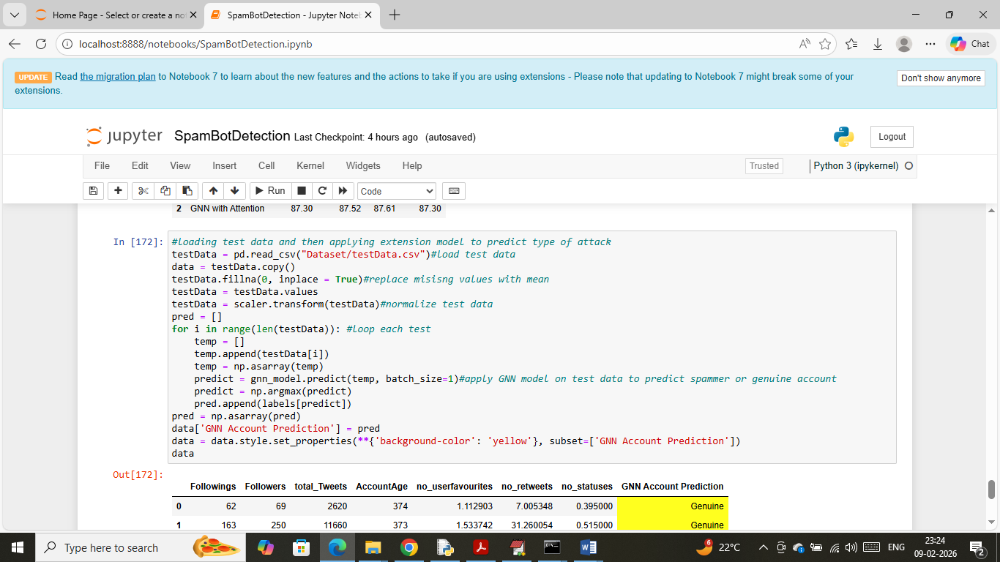 Home Page - Select or create a no
SpamBotDetection - Jupyter Noteb
localhost:8888/notebooks/SpamBotDetection.ipynb
Chat
UPDATE Read the migration plan to Notebook 7 to learn about the new features and the actions to take if you are using extensions - Please note that updating to Notebook 7 might break some of your
extensions.
Don't show anymore
jupyter SpamBotDetection Last Checkpoint: 4 hours ago (autosaved)
Logout
File Edit View Insert Cell Kernel Widgets Help
Trusted
Python 3 (ipykernel)
Run
Code
2 GNN with Attention 87.30 87.52 87.61 87.30
In [172]:
#loading test data and then applying extension model to predict type of attack
testData = pd.read_csv("Dataset/testData.csv")#load test data
data = testData.copy()
testData.fillna(0, inplace = True)#replace misisng values with mean
testData = testData.values
testData = scaler.transform(testData)#normalize test data
pred = []
for i in range(len(testData)): #loop each test
    temp = []
    temp.append(testData[i])
    temp = np.asarray(temp)
    predict = gnn_model.predict(temp, batch_size=1)#apply GNN model on test data to predict spammer or genuine account
    predict = np.argmax(predict)
    pred.append(labels[predict])
pred = np.asarray(pred)
data['GNN Account Prediction'] = pred
data = data.style.set_properties(**{'background-color': 'yellow'}, subset=['GNN Account Prediction'])
data
Out[172]:
Followings Followers total_Tweets AccountAge no_userfavourites no_retweets no_statuses GNN Account Prediction
0 62 69 2620 374 1.112903 7.005348 0.395000 Genuine
1 163 250 11660 373 1.533742 31.260054 0.515000 Genuine
Type here to search
6
22°C
ENG
23:24
09-02-2026
2